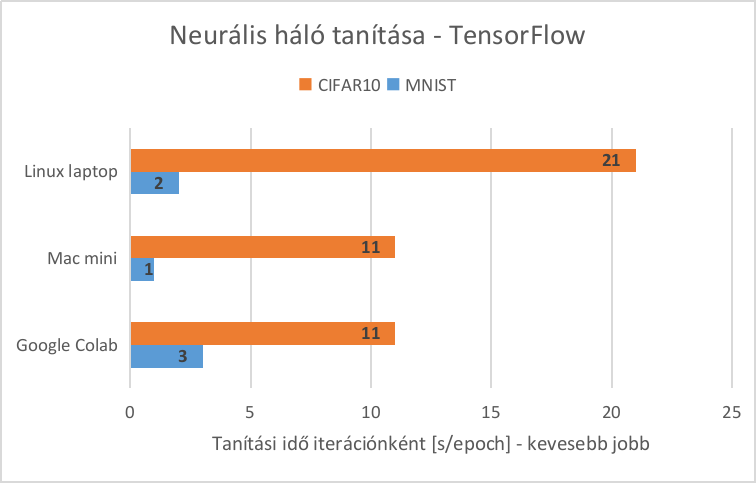 Neurális háló tanítása - TensorFlow
CIFAR10 MNIST
Linux laptop
21
2
Mac mini
11
1
Google Colab
11
3
0 5 10 15 20 25
Tanítási idő iterációnként [s/epoch] - kevesebb jobb